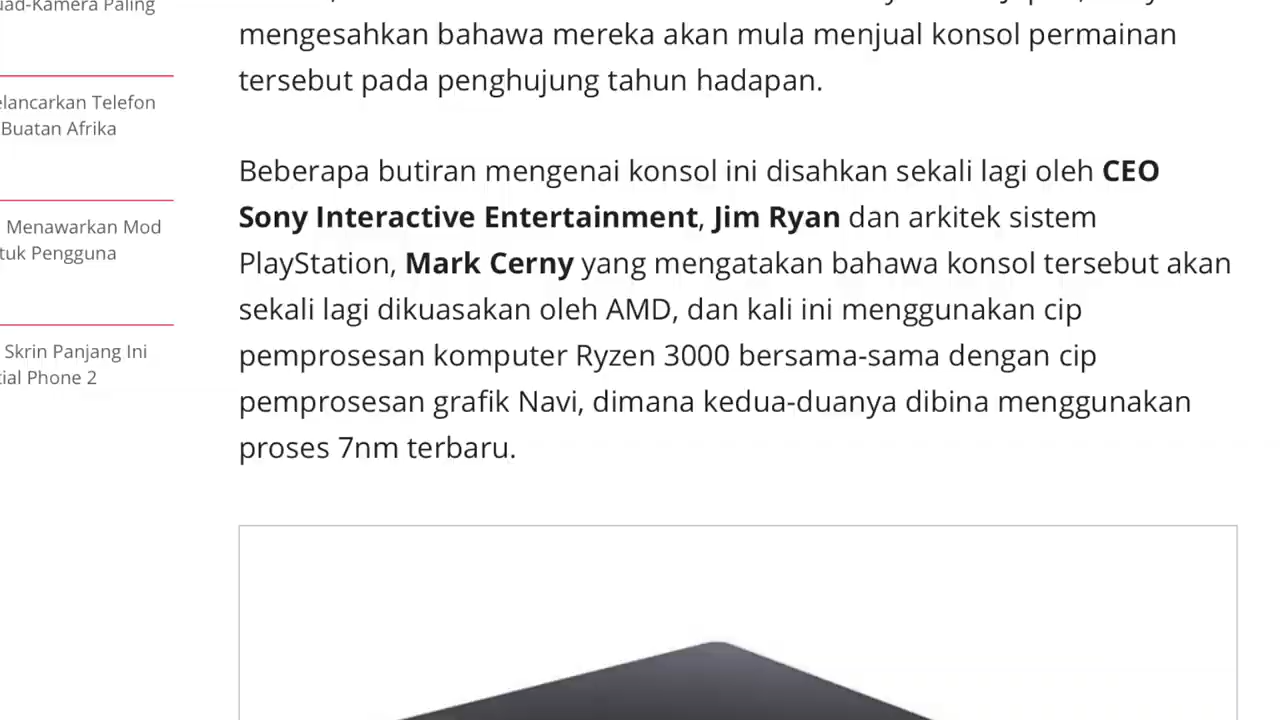 Paling
mengesahkan bahawa mereka akan mula menjual konsol permainan
tersebut pada penghujung tahun hadapan.
Telefon
Buatan Afrika
Menawarkan Mod
Pengguna
Skrin Panjang Ini
Phone 2
Beberapa butiran mengenai konsol ini disahkan sekali lagi oleh CEO
Sony Interactive Entertainment, Jim Ryan dan arkitek sistem
PlayStation, Mark Cerny yang mengatakan bahawa konsol tersebut akan
sekali lagi dikuasakan oleh AMD, dan kali ini menggunakan cip
pemprosesan komputer Ryzen 3000 bersama-sama dengan cip
pemprosesan grafik Navi, dimana kedua-duanya dibina menggunakan
proses 7nm terbaru.